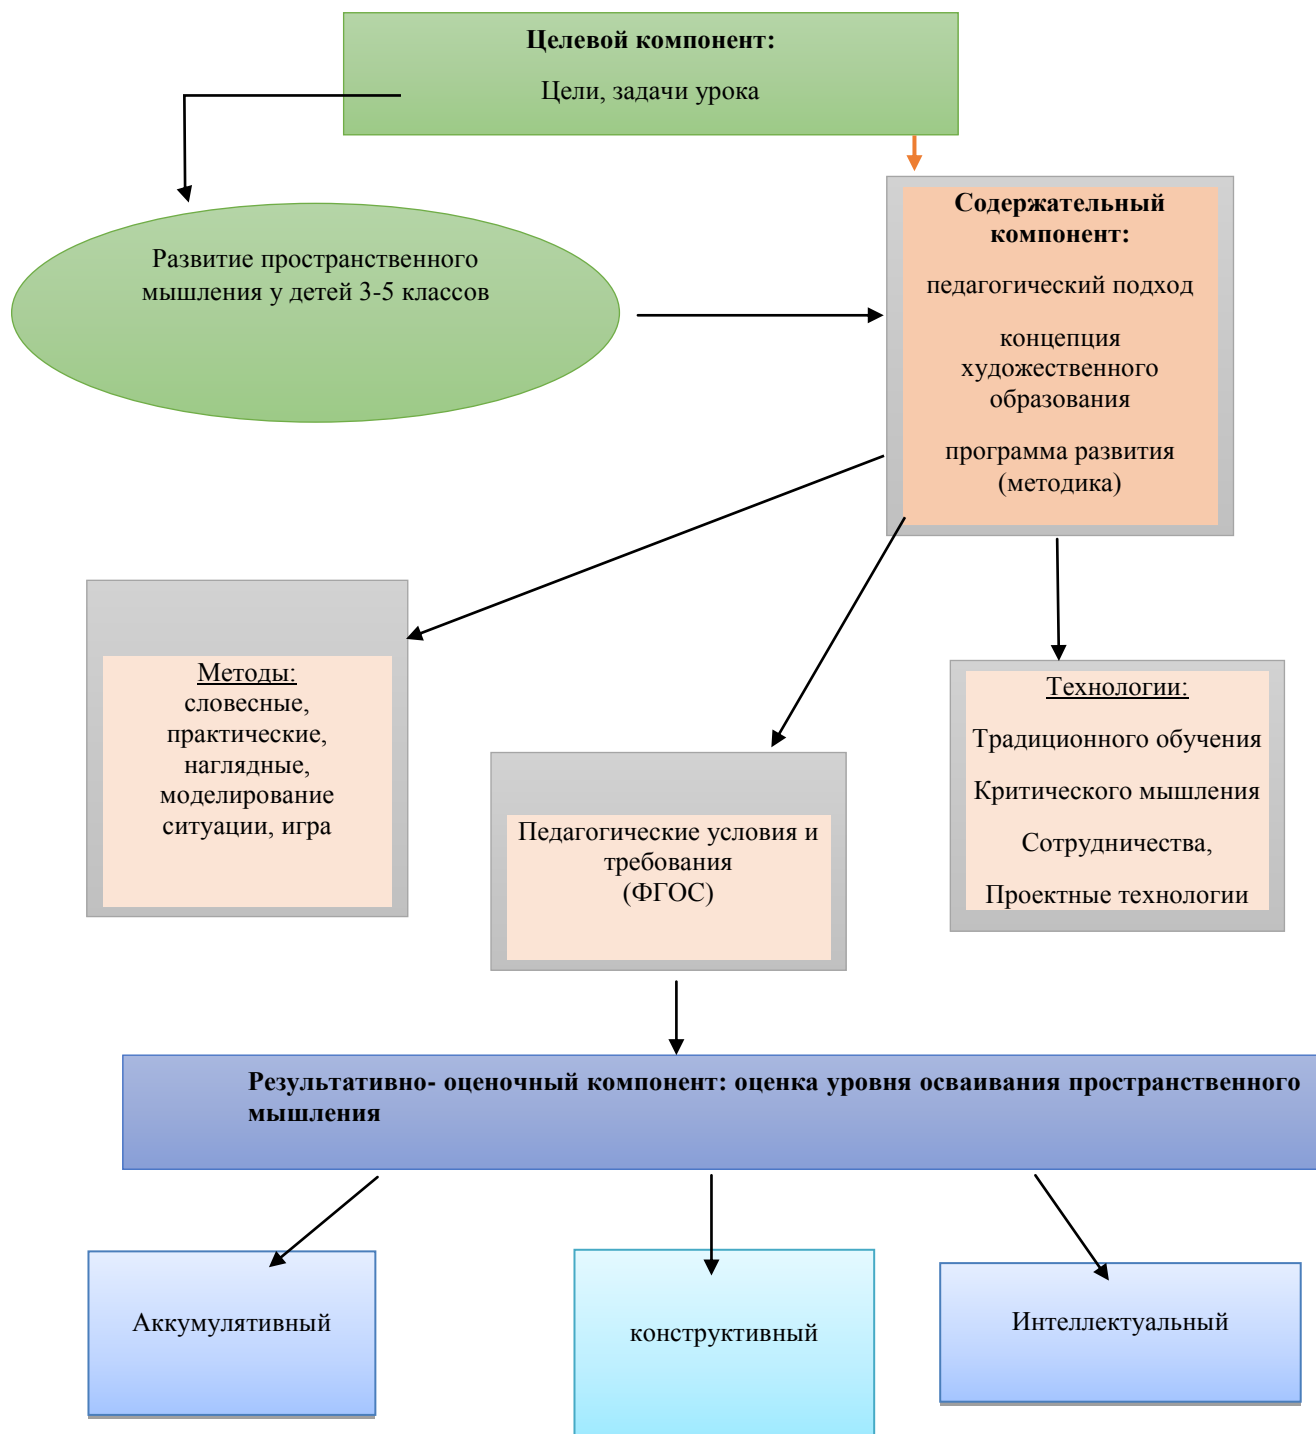 Целевой компонент:
Цели, задачи урока
Развитие пространственного
мышления у детей 3-5 классов
Содержательный
компонент:
педагогический подход
концепция
художественного
образования
программа развития
(методика)
Методы:
словесные,
практические,
наглядные,
моделирование
ситуации, игра
Педагогические условия и
требования
(ФГОС)
Технологии:
Традиционного обучения
Критического мышления
Сотрудничества,
Проектные технологии
Результативно- оценочный компонент: оценка уровня осваивания пространственного
мышления
Аккумулятивный
конструктивный
Интеллектуальный